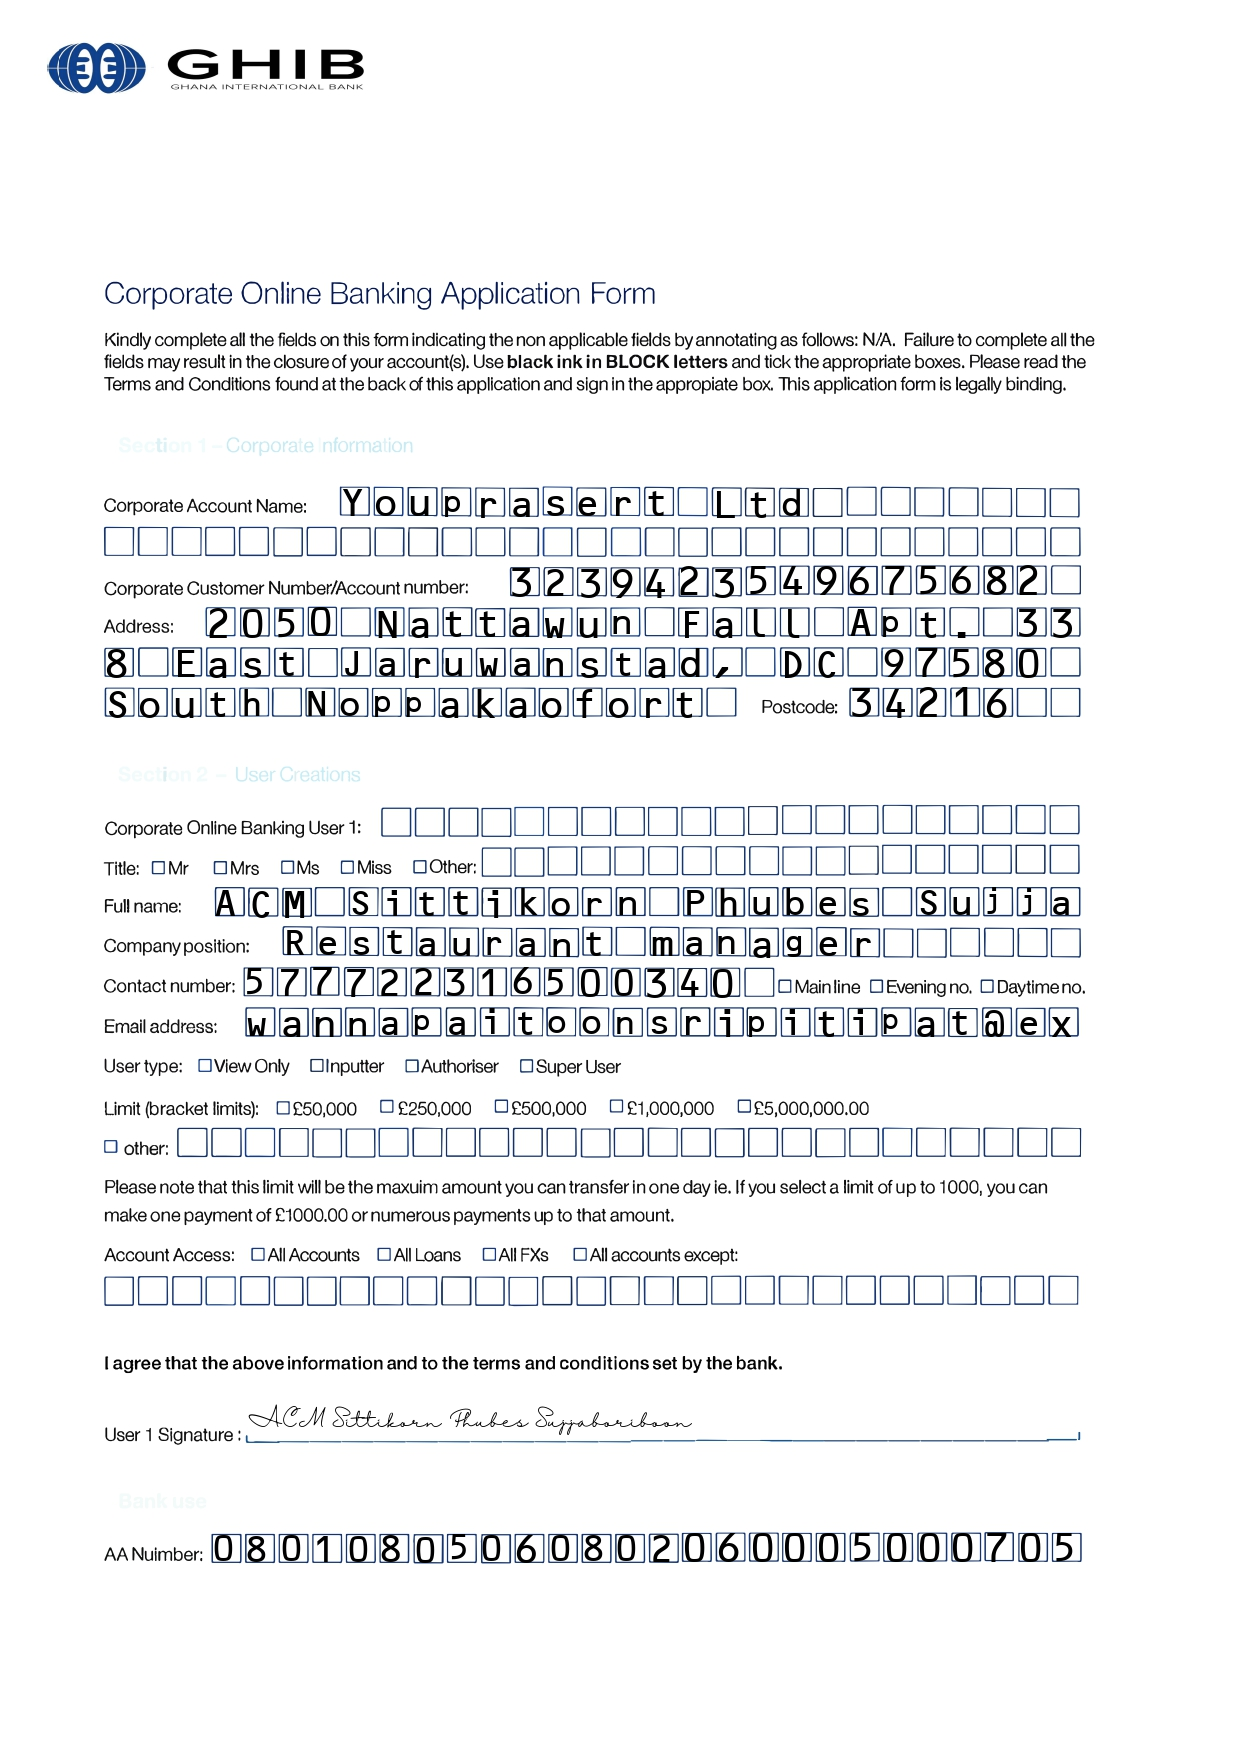 GHIB
GHANA INTERNATIONAL BANK
Corporate Online Banking Application Form
Kindly complete all the fields on this form indicating the non applicable fields by annotating as follows: N/A. Failure to complete all the
fields may result in the closure of your account(s). Use black ink in BLOCK letters and tick the appropriate boxes. Please read the
Terms and Conditions found at the back of this application and sign in the appropiate box. This application form is legally binding.
Section 1 – Corporate Information
Corporate Account Name: Youprasert Ltd
Corporate Customer Number/Account number: 3239423549675682
Address: 2050 Nattawun Fall Apt. 33
8 East Jaruwanstad, DC 97580
South Noppakaofort Postcode: 34216
Section 2 – User Creations
Corporate Online Banking User 1:
Title: Mr Mrs Ms Miss Other:
Full name: ACM Sittikorn Phubes Sujja
Company position: Restaurant manager
Contact number: 577722316500340 Main line Evening no. Daytime no.
Email address: wannapaitoonsripitipat@ex
User type: View Only Inputter Authoriser Super User
Limit (bracket limits): £50,000 £250,000 £500,000 £1,000,000 £5,000,000.00
other:
Please note that this limit will be the maxuim amount you can transfer in one day ie. If you select a limit of up to 1000, you can
make one payment of £1000.00 or numerous payments up to that amount.
Account Access: All Accounts All Loans All FXs All accounts except:
I agree that the above information and to the terms and conditions set by the bank.
User 1 Signature : ACM Sittikorn Phubes Sujjaboriboon
Bank use
AA Nuimber: 08010805060802060005000705